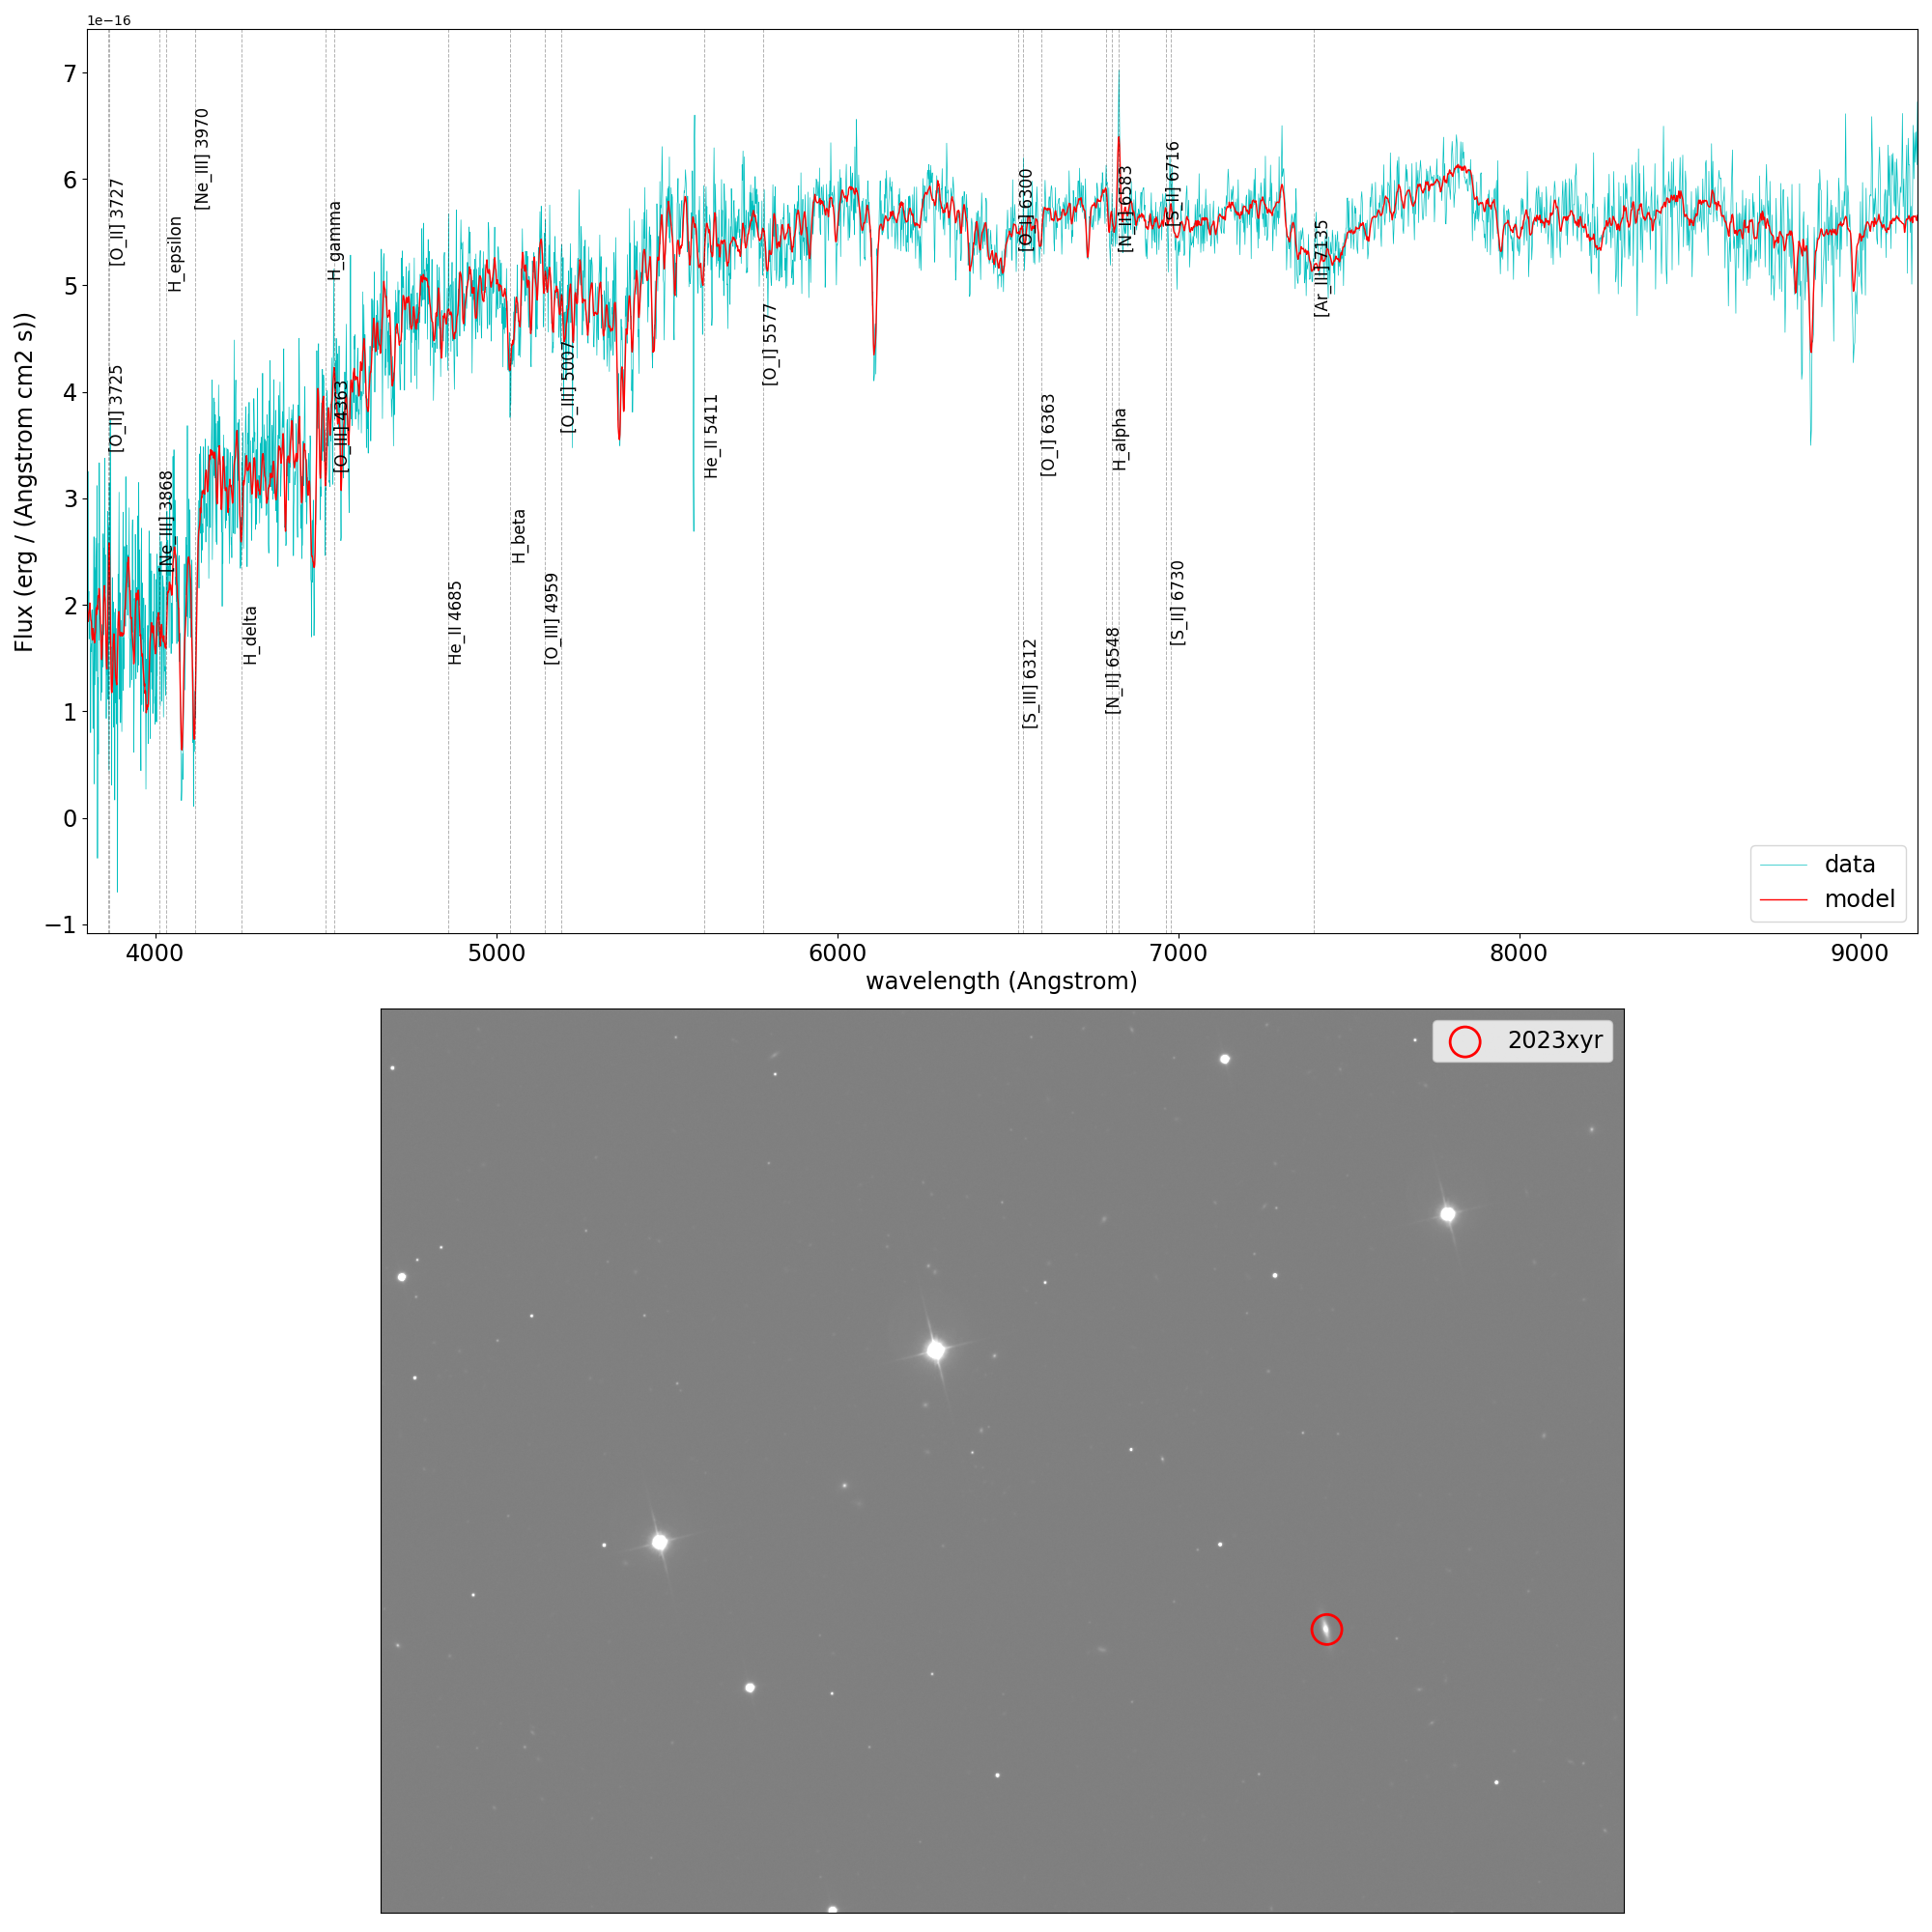 1e−16
7
6
5
4
3
2
1
0
−1
Flux (erg / (Angstrom cm2 s))
[O_II] 3725
[O_II] 3727
[Ne_III] 3868
H_epsilon
[Ne_III] 3970
H_delta
H_gamma
[O_III] 4363
He_II 4685
H_beta
[O_III] 4959
[O_III] 5007
He_II 5411
[O_I] 5577
[O_I] 6300
[S_III] 6312
[O_I] 6363
[N_II] 6548
H_alpha
[N_II] 6583
[S_II] 6716
[S_II] 6730
[Ar_III] 7135
data
model
4000 5000 6000 7000 8000 9000
wavelength (Angstrom)
2023xyr